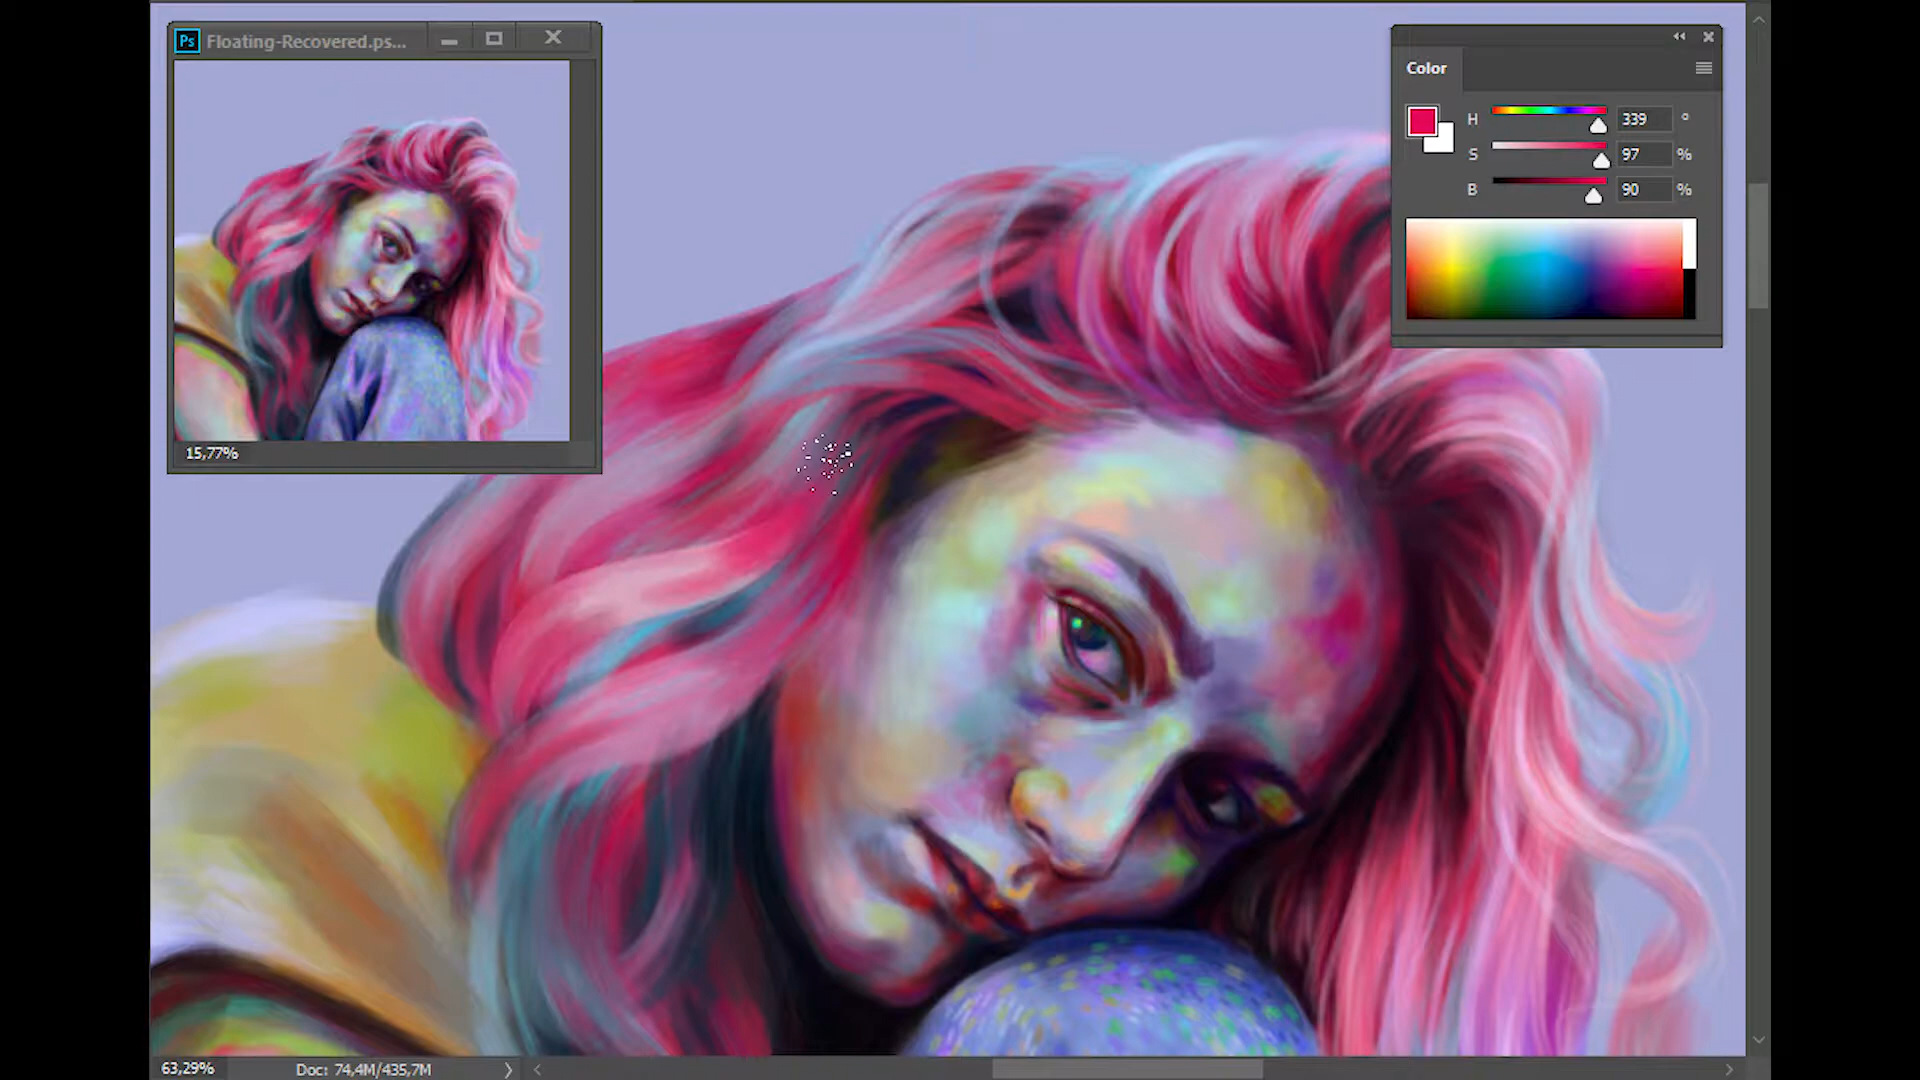 Ps Floating-Recovered.ps...
15,77%
Color
H 339 °
S 97 %
B 90 %
63,29% Doc: 74,4M/435,7M